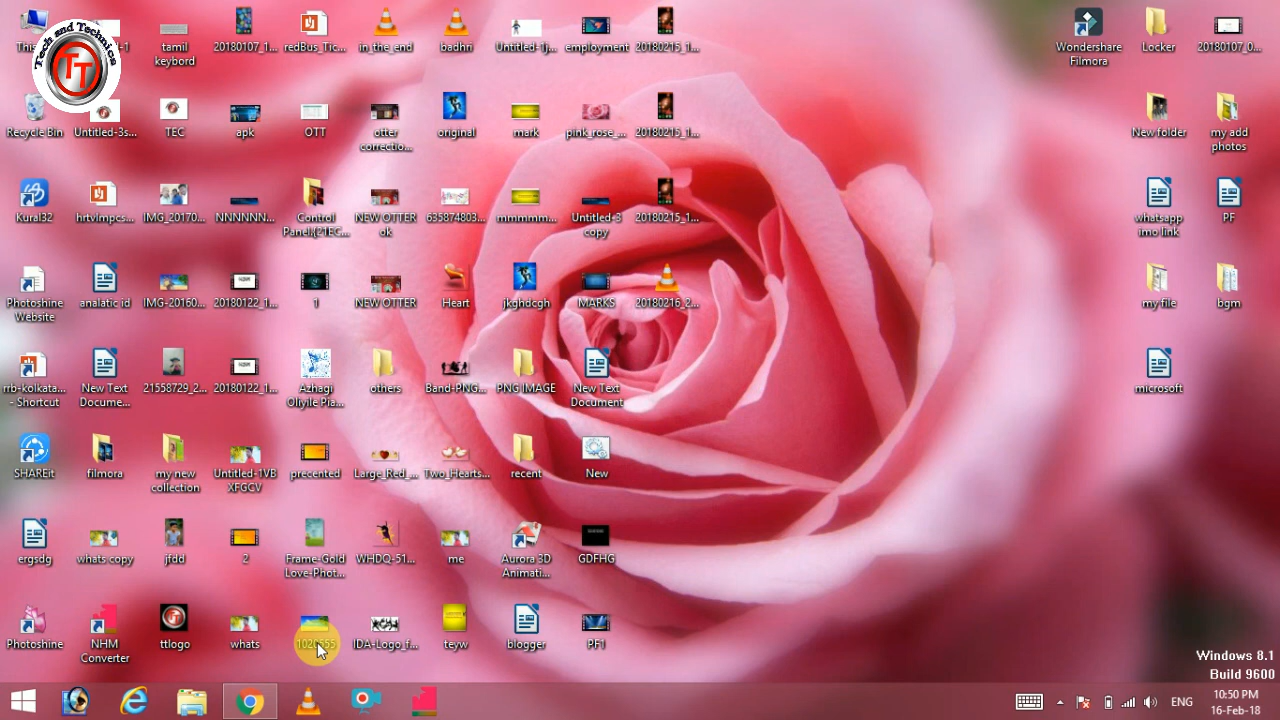 Tech and Technics
TT
tamil
keybord
20180107_1...
redBus_Tic...
in_the_end
badhri
Untitled- 1j...
employment
20180215_1...
Wondershare
Filmora
Locker
20180107_0...
Recycle Bin
Untitled-3s...
TEC
apk
OTT
otter
correctio...
original
mark
pink_rose_...
20180215_1...
New folder
my add
photos
Kural32
hrtvlmpcs...
IMG_20170...
NNNNNN...
Control
Panel.{21EC...
NEW OTTER
ok
635874803...
mmmmm...
Untitled-3
copy
20180215_1...
whatsapp
imo link
PF
Photoshine
Website
analatic id
IMG-20160...
20180122_1...
1
NEW OTTER
Heart
jkghdcgh
MARKS
20180216_2...
my file
bgm
rrb-kolkata...
- Shortcut
New Text
Docume...
21558729_2...
20180122_1...
Azhagi
Oliyile Pia...
others
Band-PNG...
PNG IMAGE
New Text
Document
microsoft
SHAREit
filmora
my new
collection
Untitled-1VB
XFGCV
precented
Large_Red_...
Two_Hearts...
recent
New
ergsdg
whats copy
jfdd
2
Frame-Gold
Love-Phot...
WHDQ-51...
me
Aurora 3D
Animati...
GDFHG
Photoshine
NHM
Converter
ttlogo
whats
1020555
IDA-Logo_f...
teyw
blogger
PF1
Windows 8.1
Build 9600
ENG
10:50 PM
16-Feb-18